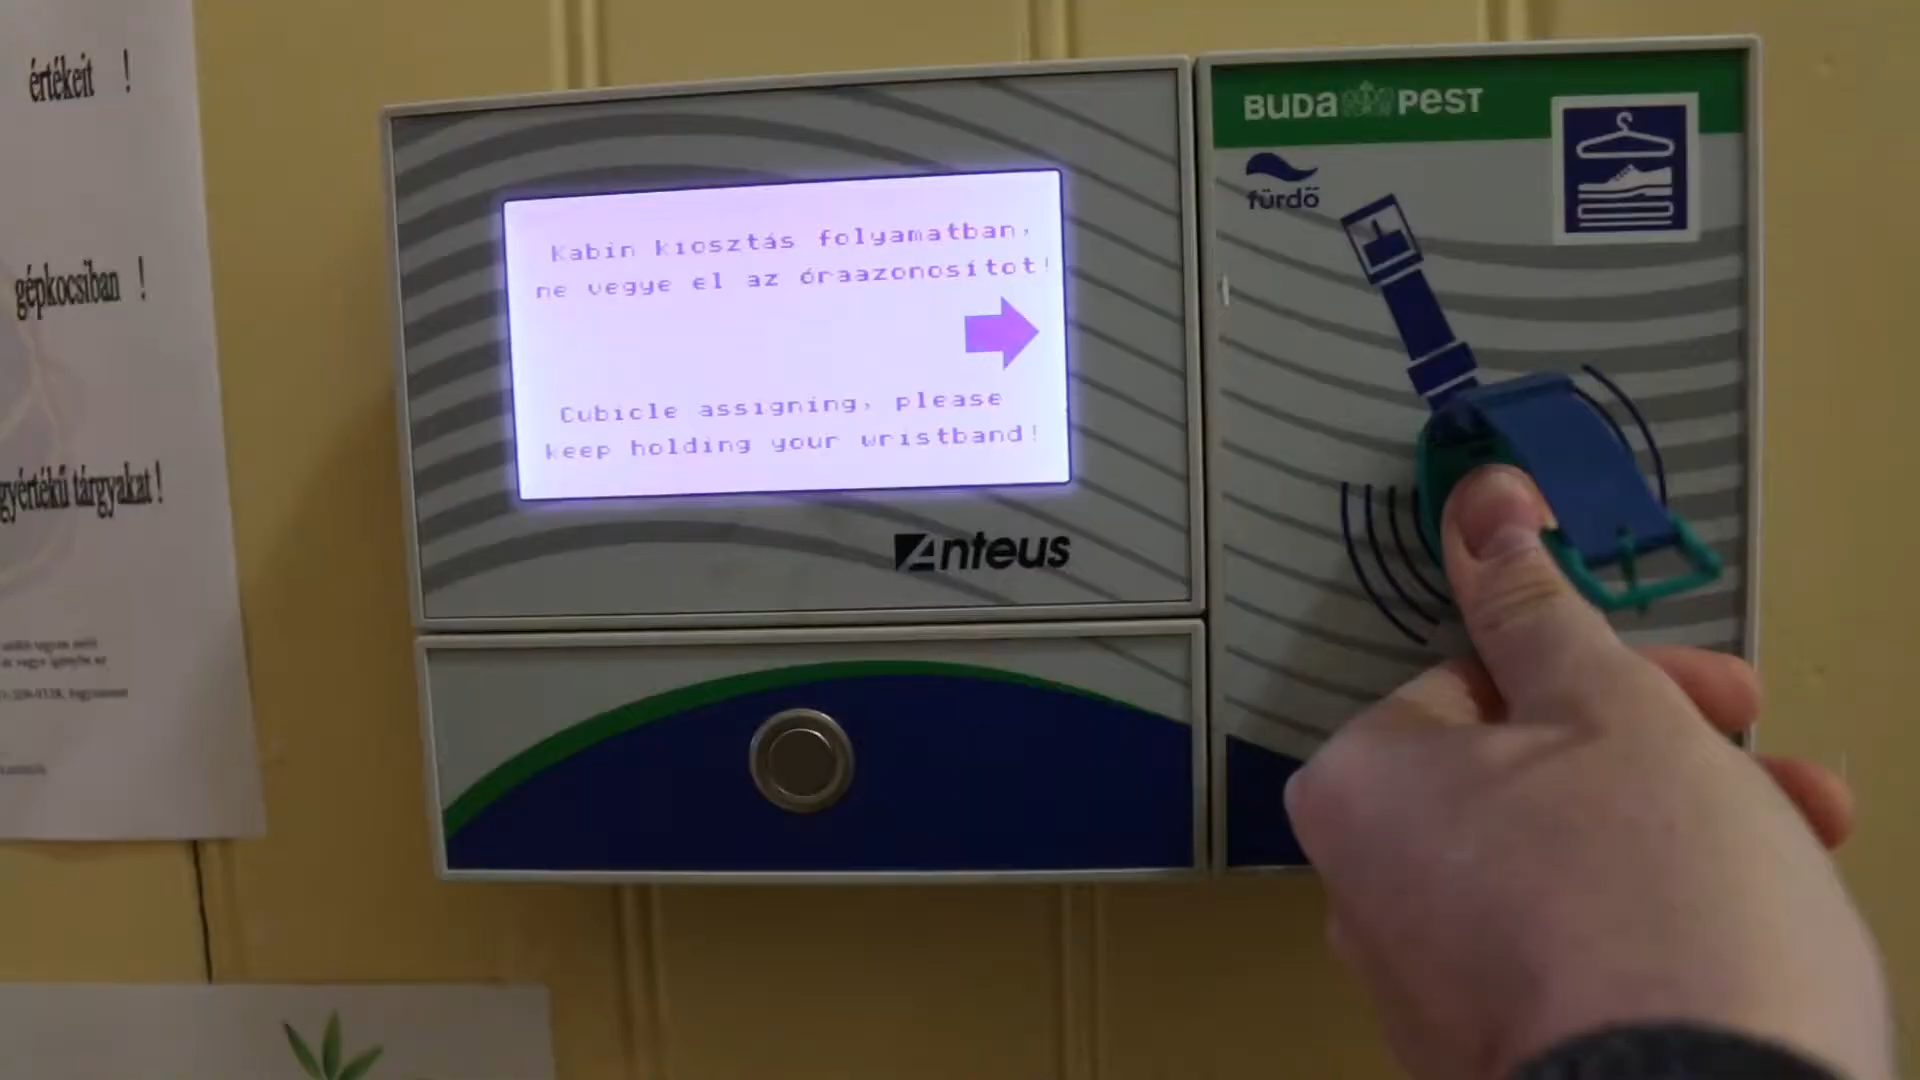 értékeit !
gépkocsiban !
gyértékű tárgyakat !
Kabin kiosztás folyamatban,
ne vegye el az óraazonosítot!
Cubicle assigning, please
keep holding your wristband!
Anteus
BUDAPEST
fürdő